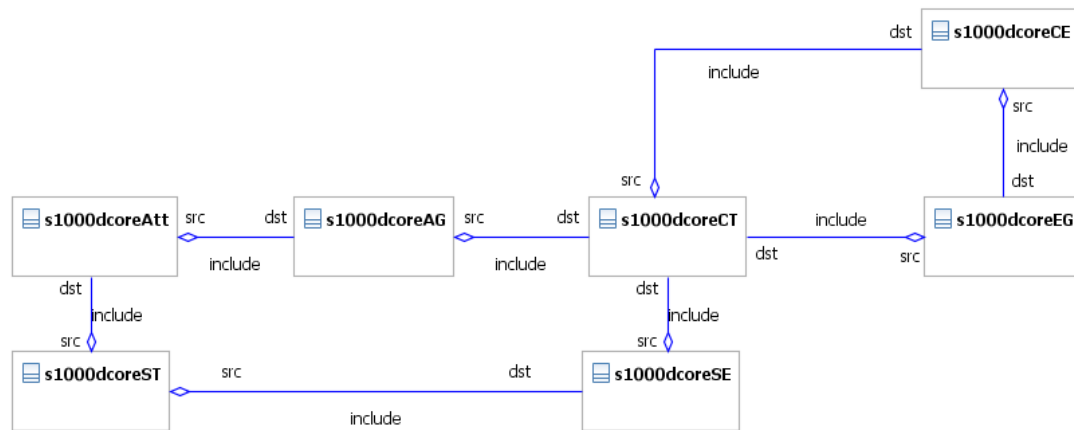 dst
s1000dcoreCE
include
src
include
src
dst
s1000dcoreAtt
src
dst
s1000dcoreAG
src
dst
s1000dcoreCT
include
s1000dcoreEG
include
include
dst
src
dst
include
dst
include
src
src
s1000dcoreST
src
dst
s1000dcoreSE
include